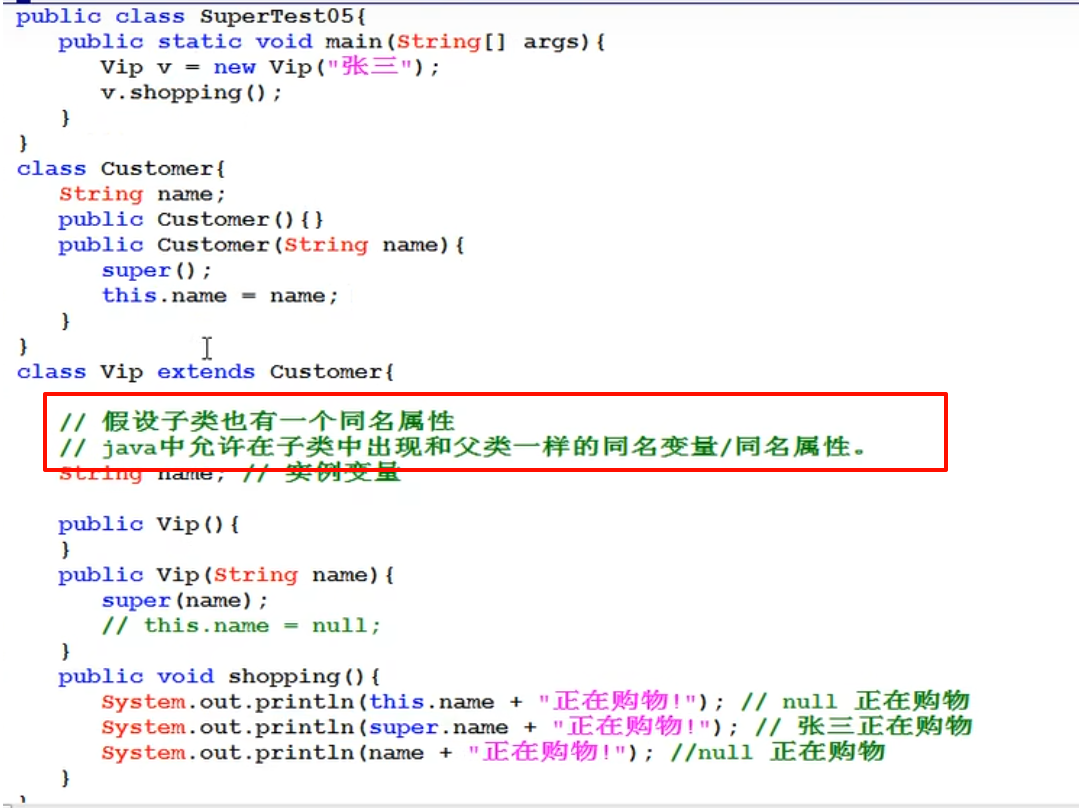 public class SuperTest05{
public static void main(String[] args){
Vip v = new Vip("张三");
v.shopping();
}
}
class Customer{
String name;
public Customer(){}
public Customer(String name){
super();
this.name = name;
}
}
class Vip extends Customer{
// 假设子类也有一个同名属性
// java中允许在子类中出现和父类一样的同名变量/同名属性。
String name; // 实例变量
public Vip(){
}
public Vip(String name){
super(name);
// this.name = null;
}
public void shopping(){
System.out.println(this.name + "正在购物!"); // null 正在购物
System.out.println(super.name + "正在购物!"); // 张三正在购物
System.out.println(name + "正在购物!"); //null 正在购物
}
}